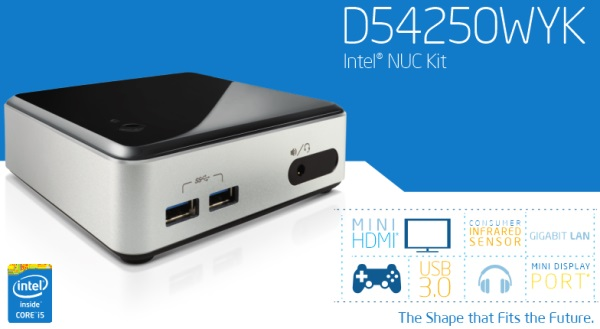 D54250WYK
Intel® NUC Kit
MINI
HDMI®
CONSUMER
INFRARED
SENSOR
GIGABIT LAN
USB
3.0
MINI DISPLAY
PORT*
intel
inside™
CORE i5
The Shape that Fits the Future.